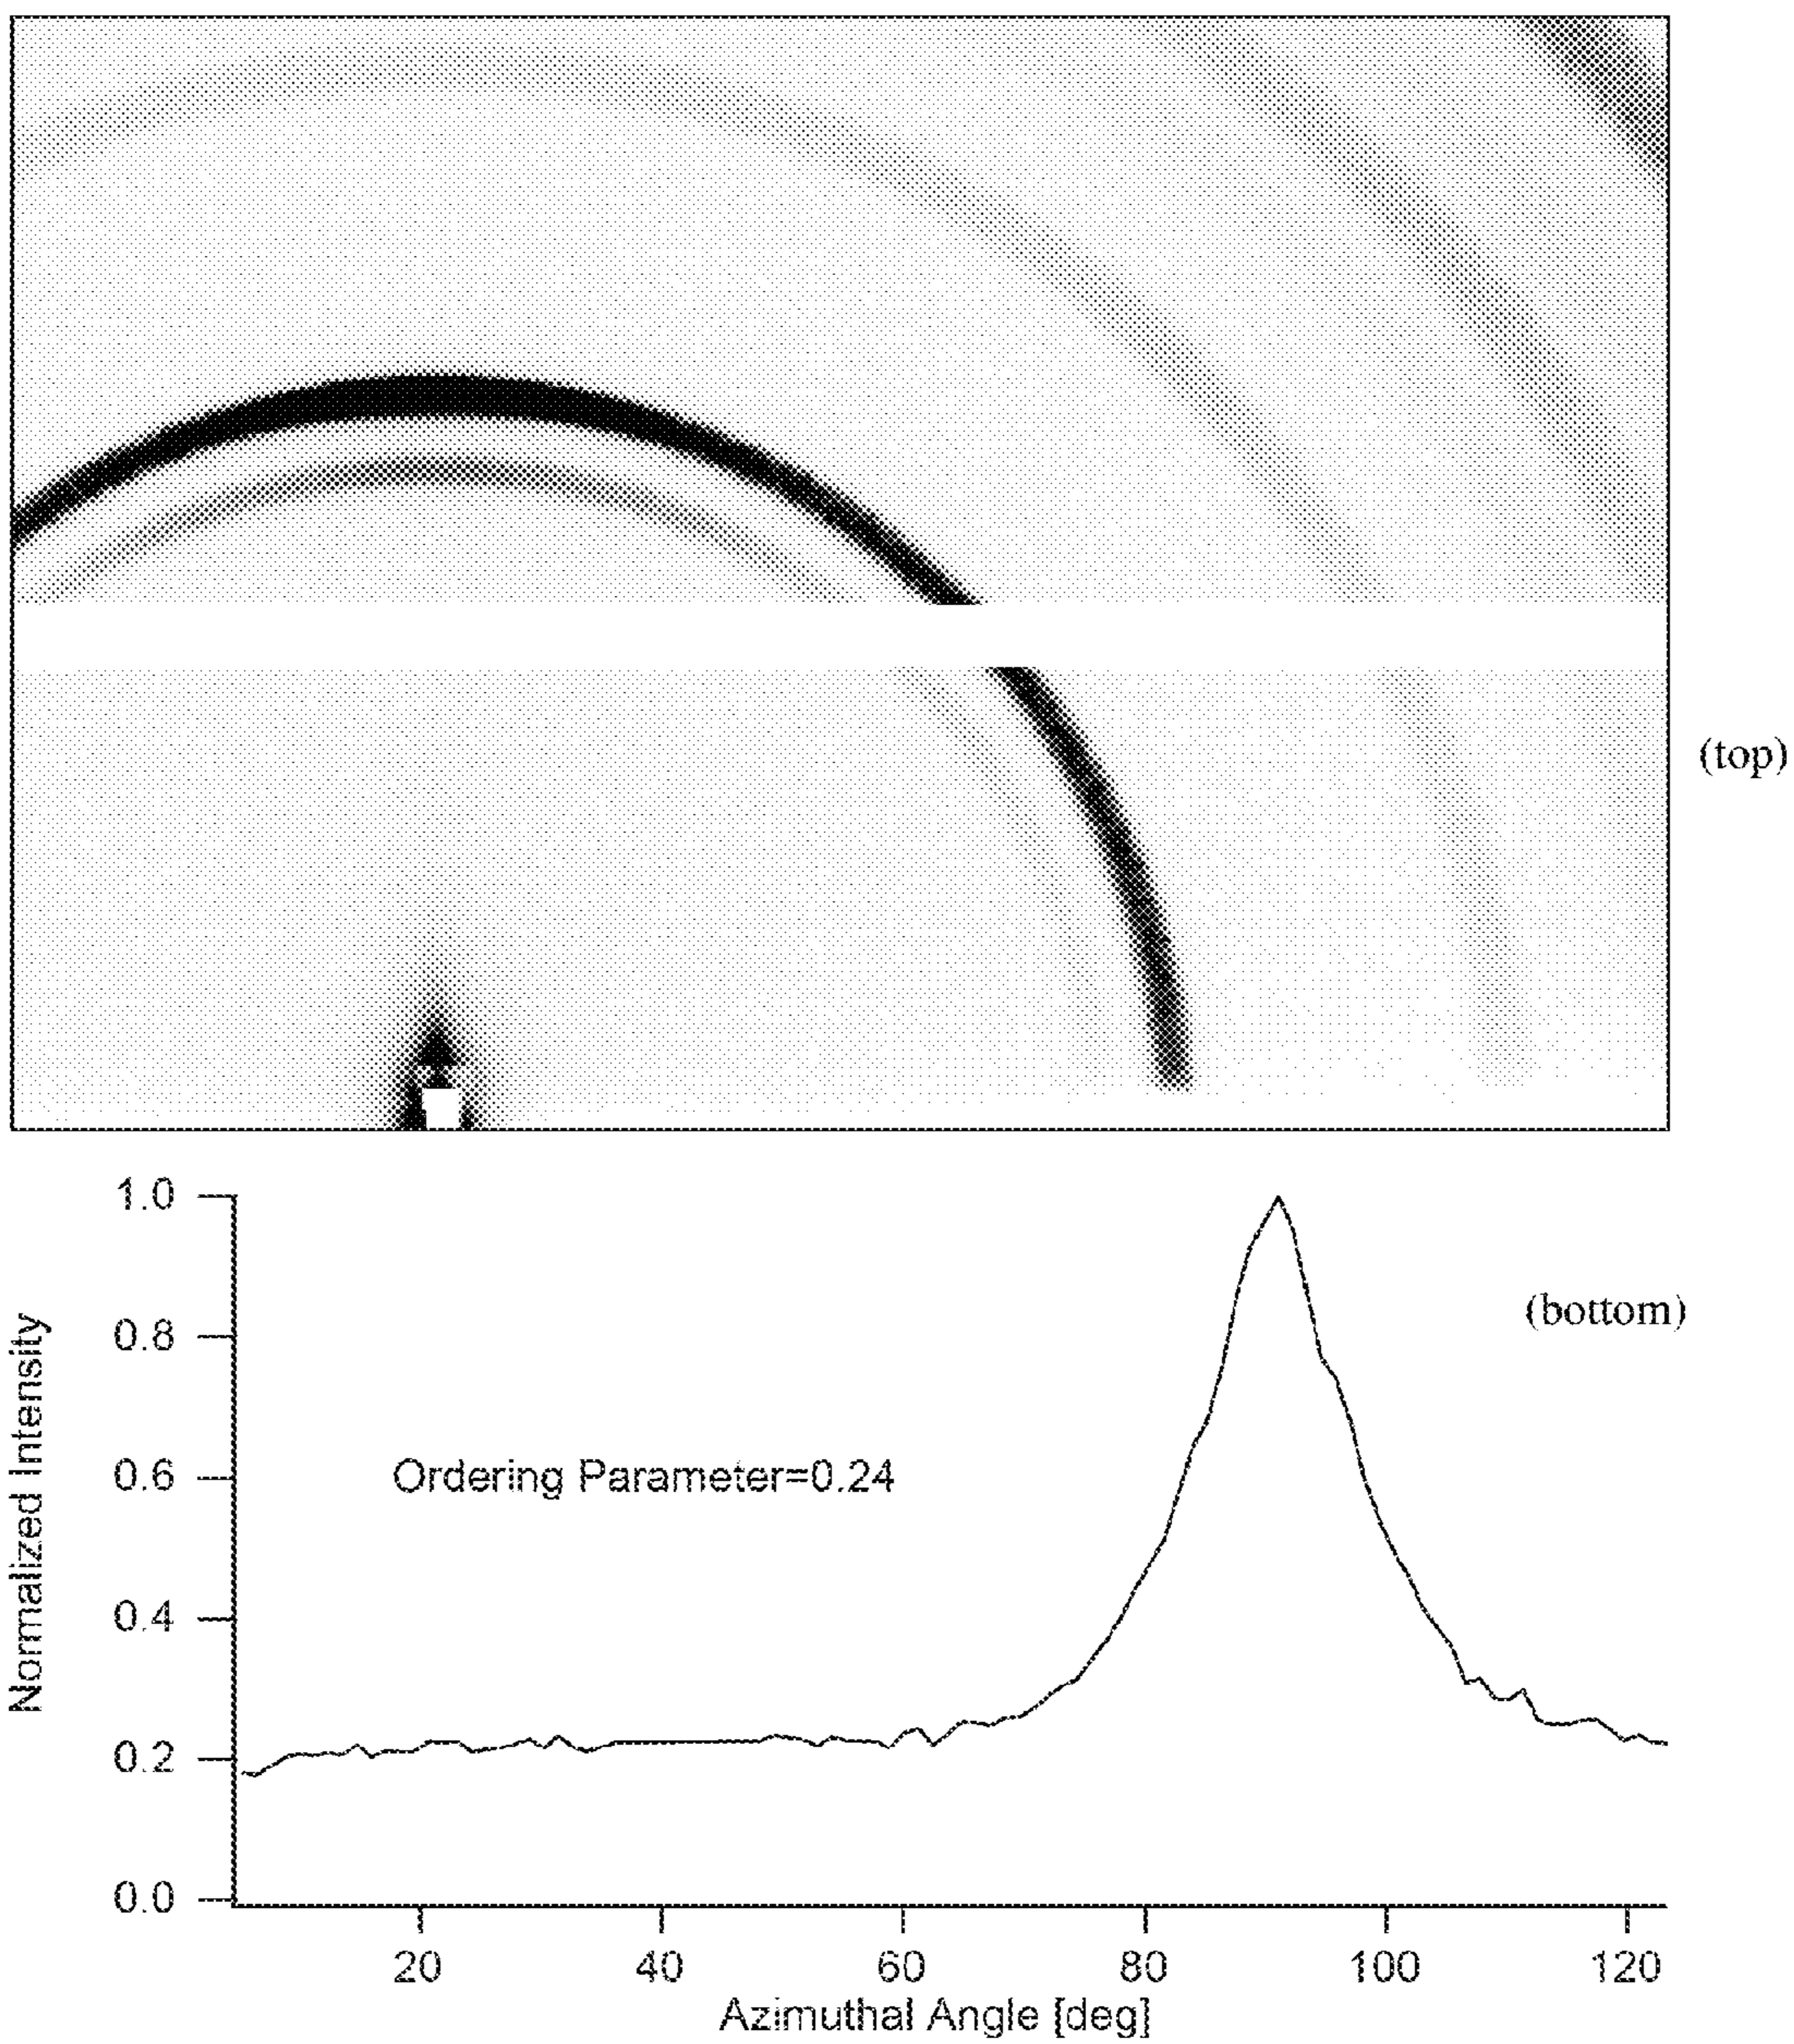 (top)
1.0
0.8
0.6
0.4
0.2
0.0
Normalized Intensity
(bottom)
Ordering Parameter=0.24
20 40 60 80 100 120
Azimuthal Angle [deg]